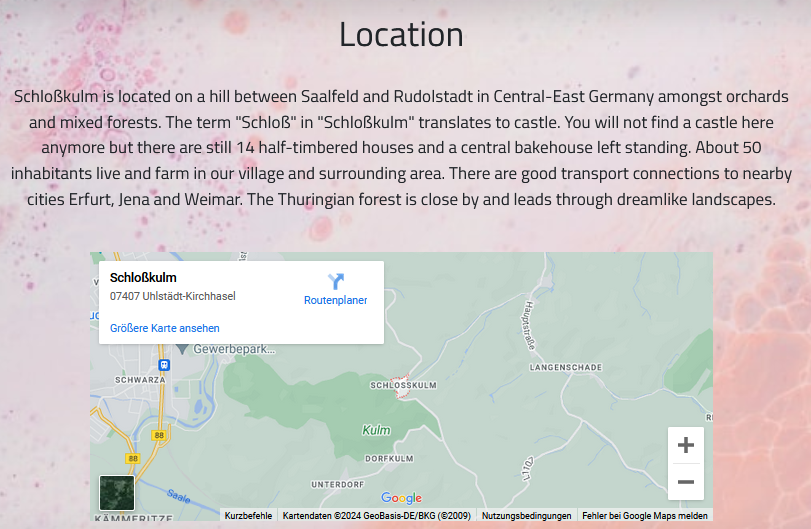 Location
Schloßkulm is located on a hill between Saalfeld and Rudolstadt in Central-East Germany amongst orchards
and mixed forests. The term "Schloß" in "Schloßkulm" translates to castle. You will not find a castle here
anymore but there are still 14 half-timbered houses and a central bakehouse left standing. About 50
inhabitants live and farm in our village and surrounding area. There are good transport connections to nearby
cities Erfurt, Jena and Weimar. The Thuringian forest is close by and leads through dreamlike landscapes.
Schloßkulm
07407 Uhlstädt-Kirchhasel
Routenplaner
Größere Karte ansehen
Gewerbepark...
Hauptstraße
SCHWARZA
SCHLOSSKULM
LANGENSCHADE
88
Kulm
88
DORFKULM
L1107
UNTERDORF
Saale
Google
KÄMMERITZE
Kurzbefehle
Kartendaten ©2024 GeoBasis-DE/BKG (©2009)
Nutzungsbedingungen
Fehler bei Google Maps melden